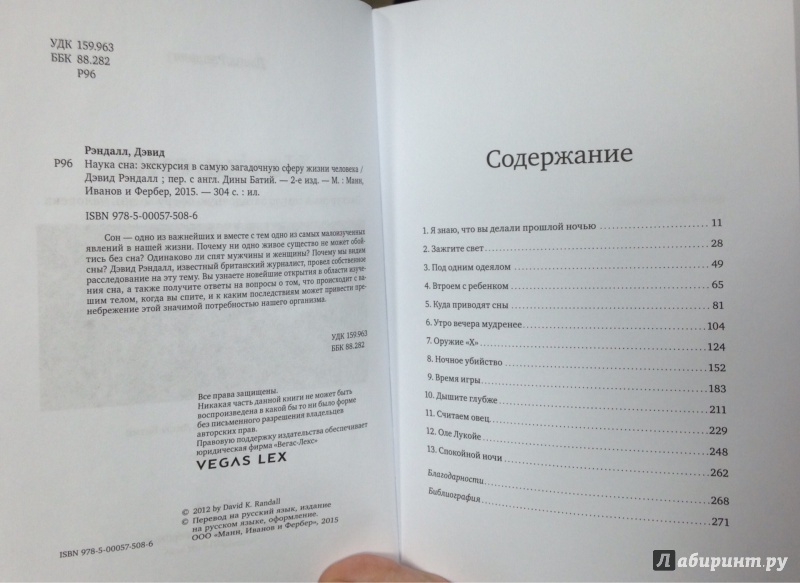 УДК 159.963
ББК 88.282
Р96
Рэндалл, Дэвид
Р96 Наука сна: экскурсия в самую загадочную сферу жизни человека /
Дэвид Рэндалл ; пер. с англ. Дины Батий. — 2-е изд. — М. : Манн,
Иванов и Фербер, 2015. — 304 с. : ил.
ISBN 978-5-00057-508-6
Сон — одно из важнейших и вместе с тем одно из самых малоизученных
явлений в нашей жизни. Почему ни одно живое существо не может обой-
тись без сна? Одинаково ли спят мужчины и женщины? Почему мы видим
сны? Дэвид Рэндалл, известный британский журналист, провел собственное
расследование на эту тему. Вы узнаете новейшие открытия в области изуче-
ния сна, а также получите ответы на вопросы о том, что происходит с ва-
шим телом, когда вы спите, и к каким последствиям может привести пре-
небрежение этой значимой потребностью нашего организма.
УДК 159.963
ББК 88.282
Все права защищены.
Никакая часть данной книги не может быть
воспроизведена в какой бы то ни было форме
без письменного разрешения владельцев
авторских прав.
Правовую поддержку издательства обеспечивает
юридическая фирма «Вегас-Лекс»
VEGAS LEX
© 2012 by David K. Randall
© Перевод на русский язык, издание
на русском языке, оформление.
ООО «Манн, Иванов и Фербер», 2015
ISBN 978-5-00057-508-6
Содержание
1. Я знаю, что вы делали прошлой ночью 11
2. Зажгите свет 28
3. Под одним одеялом 49
4. Втроем с ребенком 65
5. Куда приводят сны 81
6. Утро вечера мудренее 104
7. Оружие «Х» 124
8. Ночное убийство 152
9. Время игры 183
10. Дышите глубже 211
11. Считаем овец 229
12. Оле Лукойе 248
13. Спокойной ночи 262
Благодарности 268
Библиография 271
Лабиринт.ру